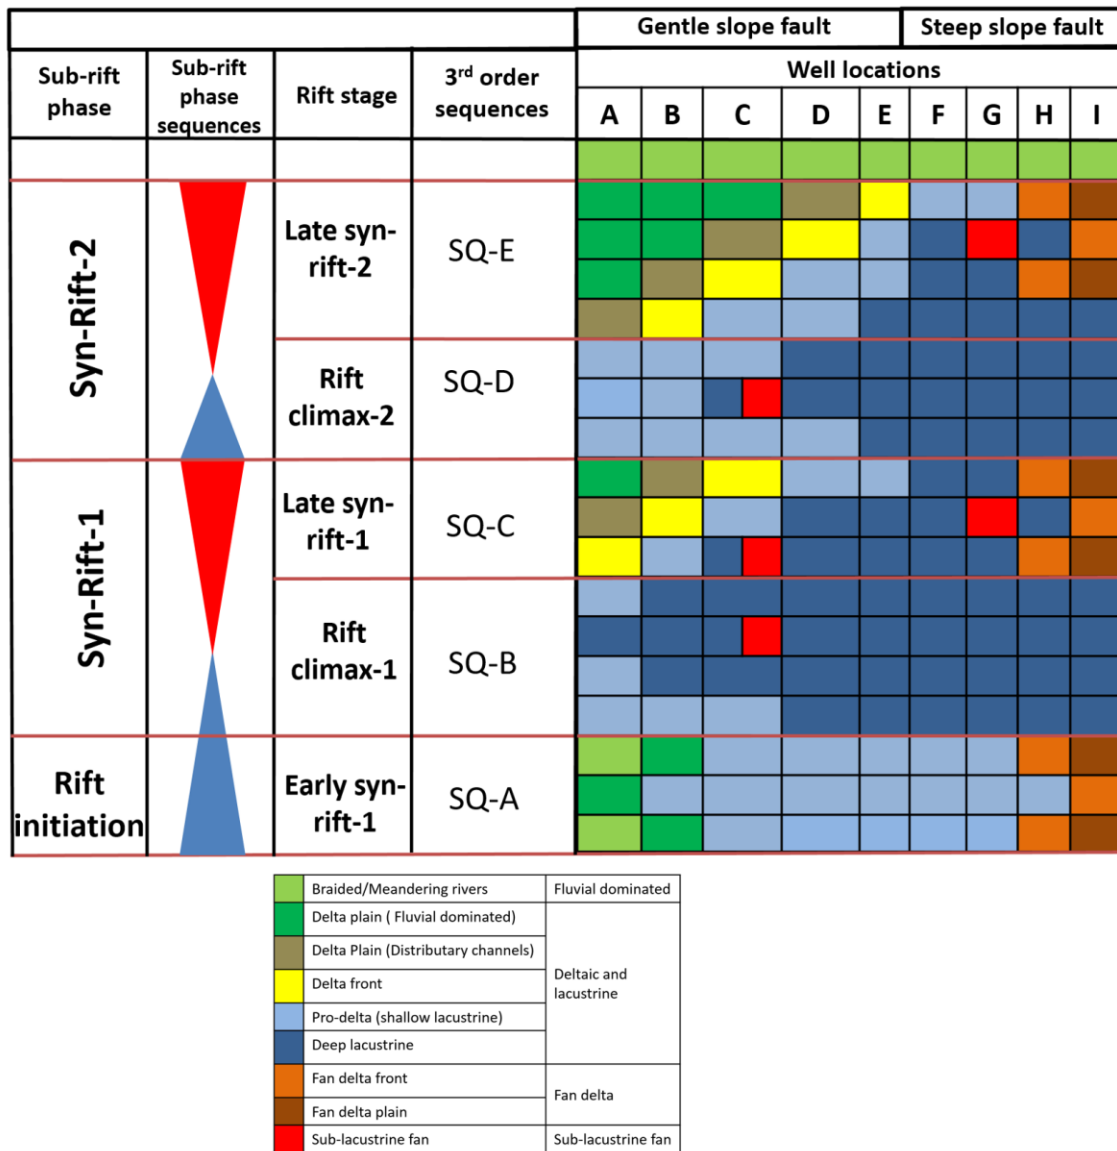 Gentle slope fault
Steep slope fault
Sub-rift
phase
Sub-rift
phase
sequences
Rift stage
3rd order
sequences
Well locations
A B C D E F G H I
Syn-Rift-2
Late syn-
rift-2
SQ-E
Rift
climax-2
SQ-D
Syn-Rift-1
Late syn-
rift-1
SQ-C
Rift
climax-1
SQ-B
Rift
initiation
Early syn-
rift-1
SQ-A
Braided/Meandering rivers
Fluvial dominated
Delta plain ( Fluvial dominated)
Delta Plain (Distributary channels)
Delta front
Deltaic and
lacustrine
Pro-delta (shallow lacustrine)
Deep lacustrine
Fan delta front
Fan delta
Fan delta plain
Sub-lacustrine fan
Sub-lacustrine fan